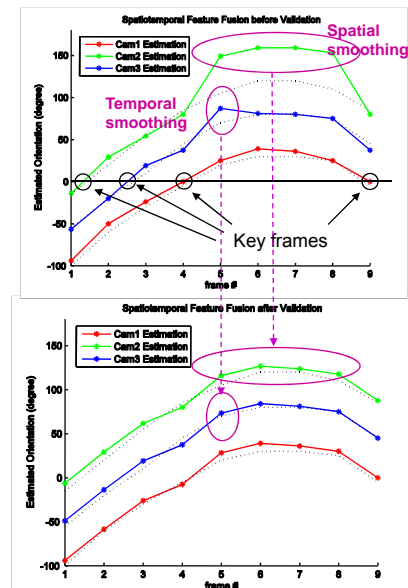 Spatiotemporal Feature Fusion before Validation
Spatial
smoothing
Cam1 Estimation
Cam2 Estimation
Cam3 Estimation
Temporal
smoothing
Key frames
Estimated Orientation (degree)
150
100
50
0
-50
-100
1 2 3 4 5 6 7 8 9
frame #
Spatiotemporal Feature Fusion after Validation
Cam1 Estimation
Cam2 Estimation
Cam3 Estimation
Estimated Orientation (degree)
150
100
50
0
-50
-100
1 2 3 4 5 6 7 8 9
frame #